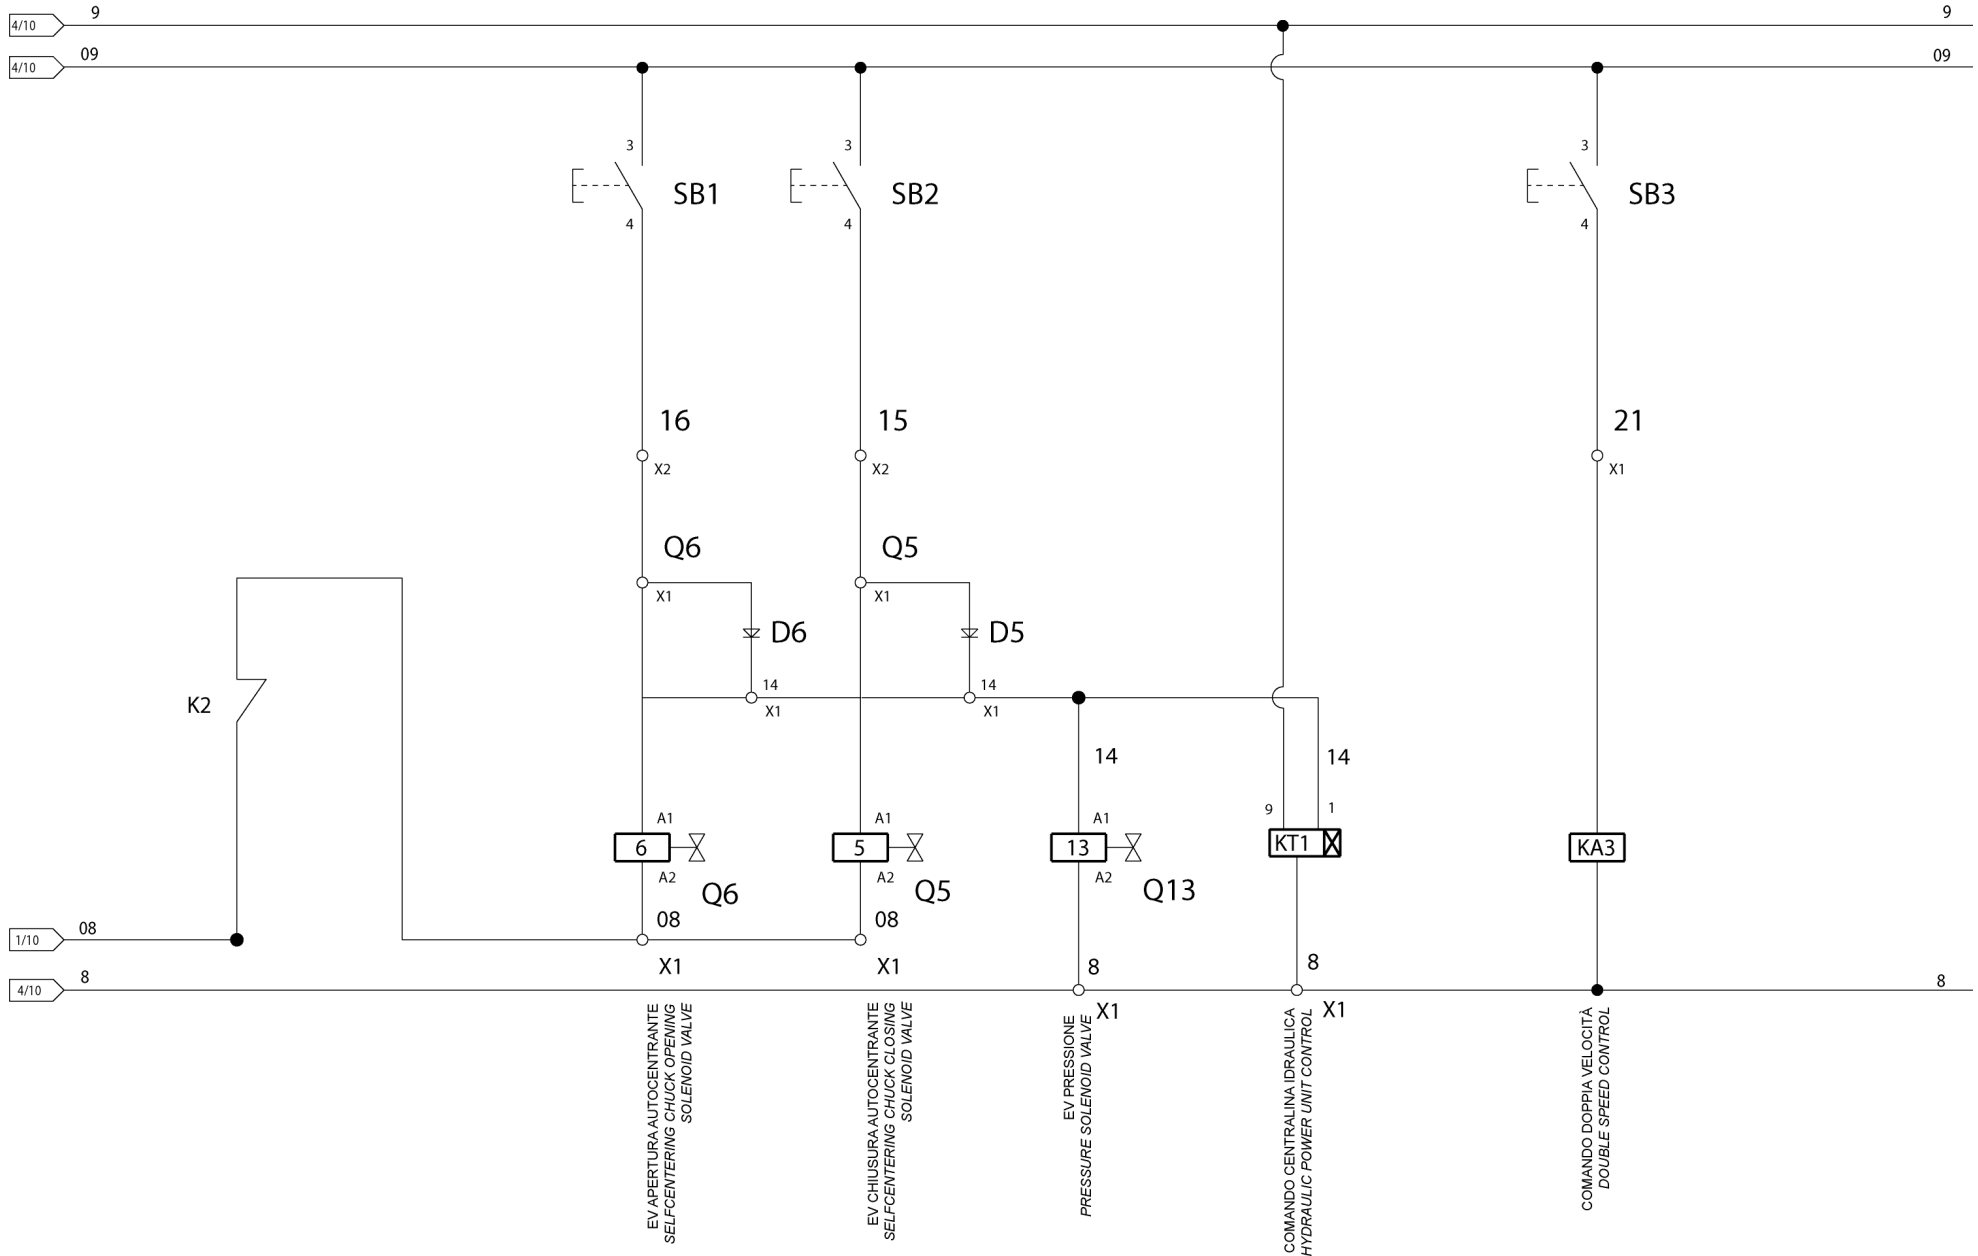 4/10 9 9
4/10 09 09
3 3 3
SB1 SB2 SB3
4 4 4
16 15 21
X2 X2 X1
Q6 Q5
X1 X1
D6 D5
K2
14 14
X1 X1
14 14
9 1
A1 A1 A1
6 5 13 KT1 KA3
A2 A2 A2
Q6 Q5 Q13
1/10 08 08 08
X1 X1
4/10 8 8 8 8
X1 X1
EV APERTURA AUTOCENTRANTE
SELFCENTERING CHUCK OPENING
SOLENOID VALVE
EV CHIUSURA AUTOCENTRANTE
SELFCENTERING CHUCK CLOSING
SOLENOID VALVE
EV PRESSIONE
PRESSURE SOLENOID VALVE
COMANDO CENTRALINA IDRAULICA
HYDRAULIC POWER UNIT CONTROL
COMANDO DOPPIA VELOCITÀ
DOUBLE SPEED CONTROL